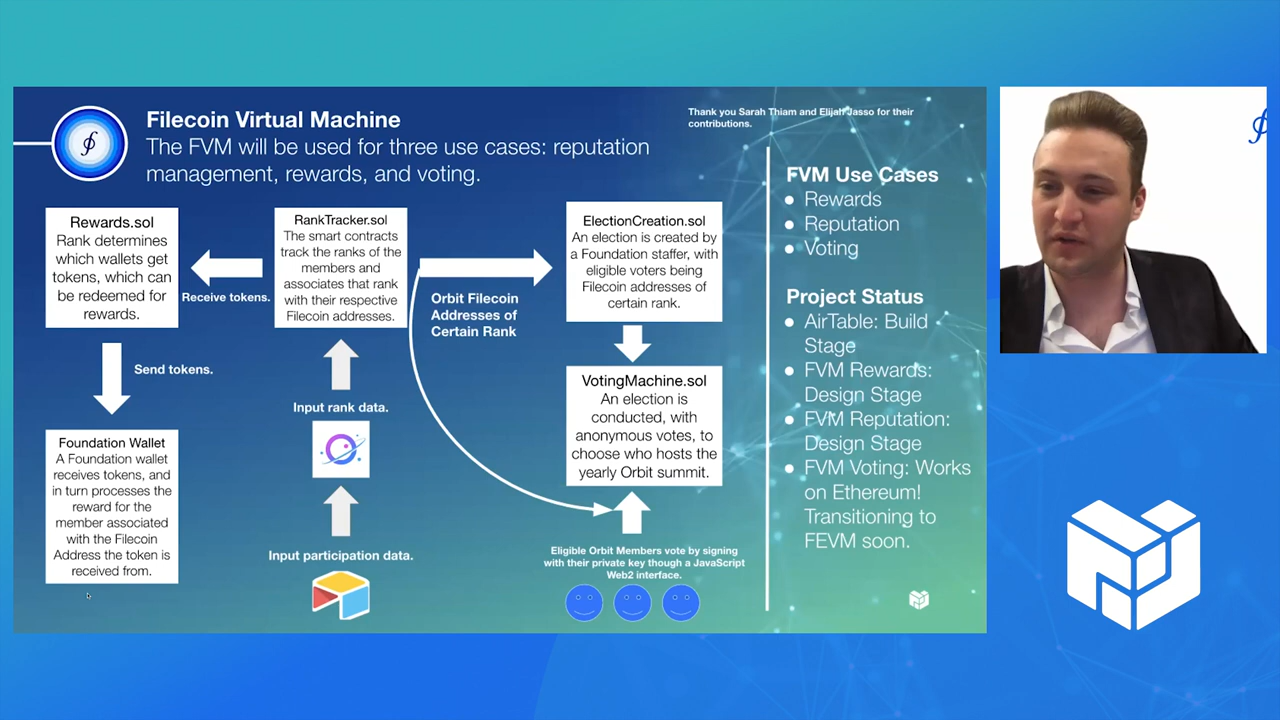 Thank you Sarah Thiam and Elijah Jasso for their
contributions.
Filecoin Virtual Machine
The FVM will be used for three use cases: reputation
management, rewards, and voting.
Rewards.sol
Rank determines
which wallets get
tokens, which can
be redeemed for
rewards.
Receive tokens.
RankTracker.sol
The smart contracts
track the ranks of the
members and
associates that rank
with their respective
Filecoin addresses.
Orbit Filecoin
Addresses of
Certain Rank
ElectionCreation.sol
An election is created by
a Foundation staffer, with
eligible voters being
Filecoin addresses of
certain rank.
Send tokens.
Input rank data.
VotingMachine.sol
An election is
conducted, with
anonymous votes, to
choose who hosts the
yearly Orbit summit.
Foundation Wallet
A Foundation wallet
receives tokens, and
in turn processes the
reward for the
member associated
with the Filecoin
Address the token is
received from.
Input participation data.
Eligible Orbit Members vote by signing
with their private key though a JavaScript
Web2 interface.
FVM Use Cases
● Rewards
● Reputation
● Voting
Project Status
● AirTable: Build
Stage
● FVM Rewards:
Design Stage
● FVM Reputation:
Design Stage
● FVM Voting: Works
on Ethereum!
Transitioning to
FEVM soon.